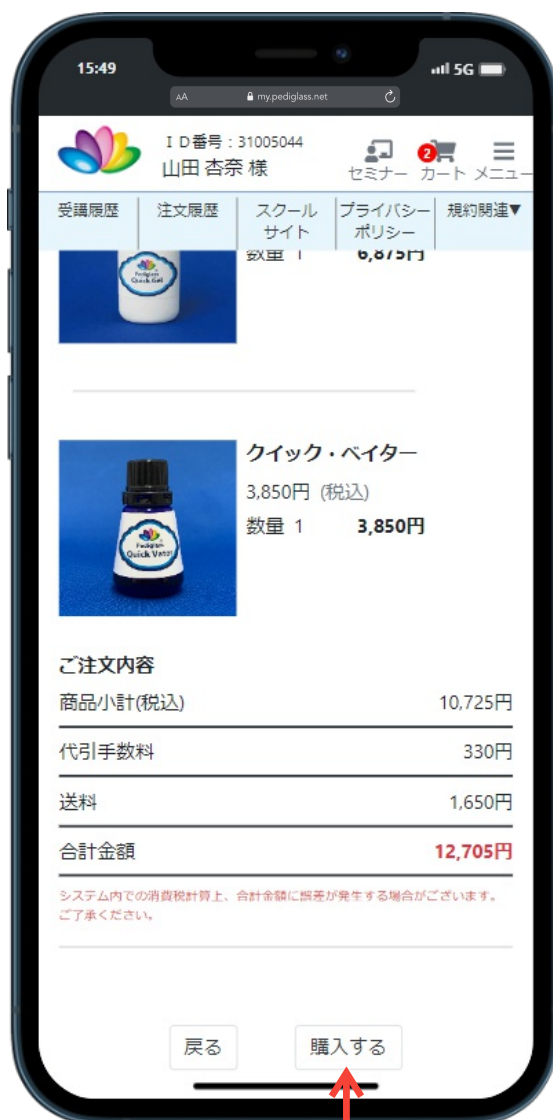 15:49
5G
AA
my.pediglass.net
ＩＤ番号：31005044
山田 杏奈 様
2
セミナー カート メニュー
受講履歴
注文履歴
スクール
サイト
プライバシー
ポリシー
規約関連▼
数量 1 6,875円
Pediglass
Quick Gel
クイック・ベイター
3,850円 (税込)
数量 1 3,850円
Pediglass
Quick Vator
ご注文内容
商品小計(税込) 10,725円
代引手数料 330円
送料 1,650円
合計金額 12,705円
システム内での消費税計算上、合計金額に誤差が発生する場合がございます。
ご了承ください。
戻る
購入する